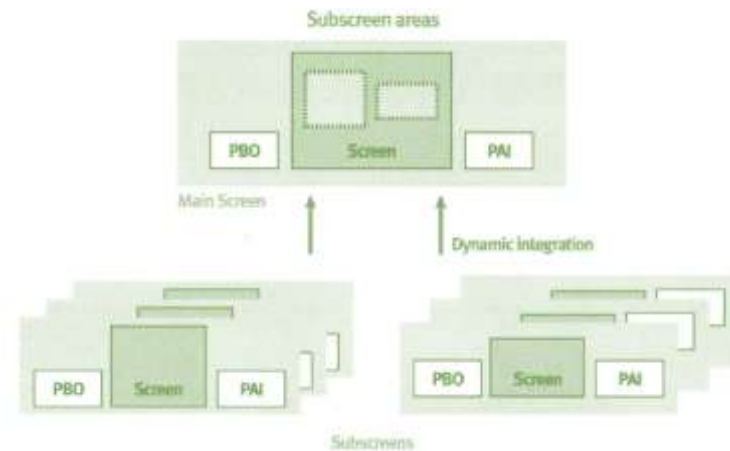 Subscreen areas
PBO
Screen
PAI
Main Screen
Dynamic integration
PBO
Screen
PAI
PBO
Screen
PAI
Subscreens